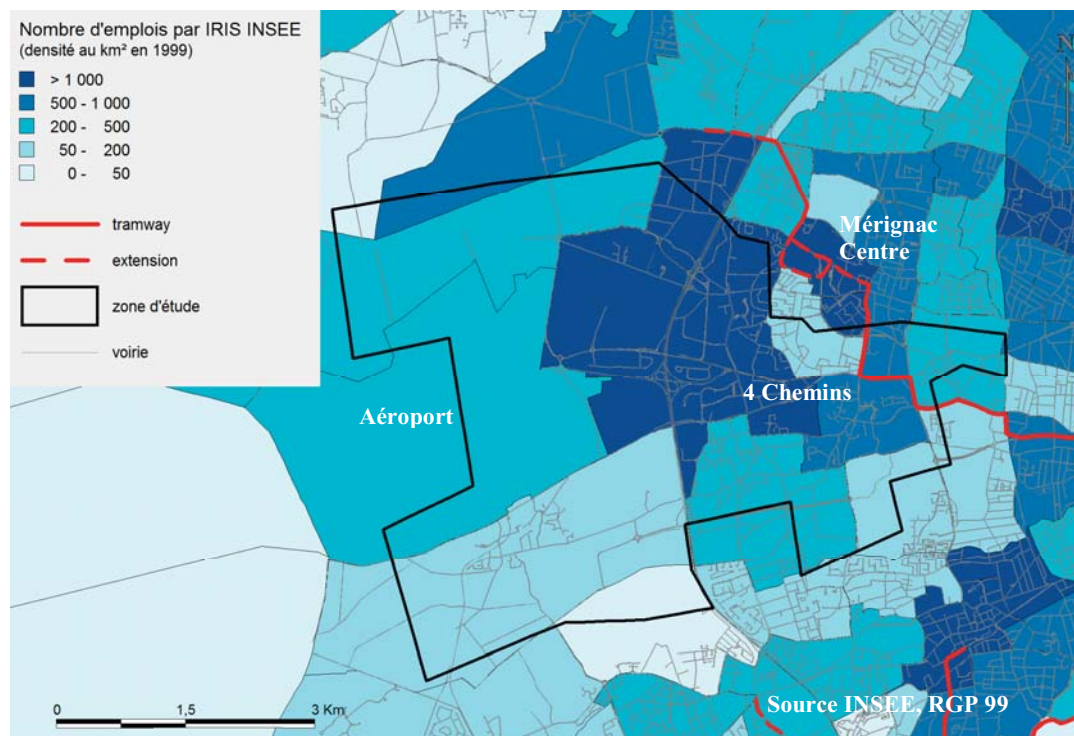 Nombre d'emplois par IRIS INSEE
(densité au km² en 1999)
> 1 000
500 - 1 000
200 - 500
50 - 200
0 - 50
tramway
extension
zone d'étude
voirie
N
Mérignac
Centre
4 Chemins
Aéroport
0 1,5 3 Km
Source INSEE, RGP 99